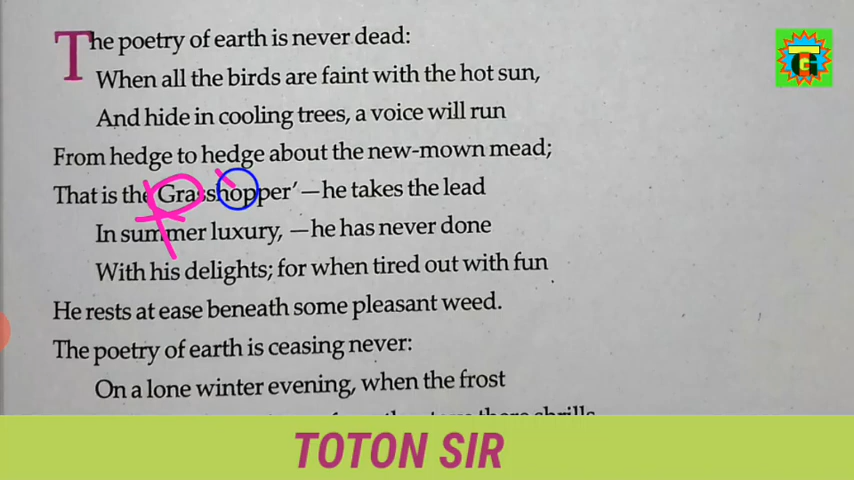 The poetry of earth is never dead:
When all the birds are faint with the hot sun,
And hide in cooling trees, a voice will run
From hedge to hedge about the new-mown mead;
That is the Grasshopper'—he takes the lead
In summer luxury, —he has never done
With his delights; for when tired out with fun
He rests at ease beneath some pleasant weed.
The poetry of earth is ceasing never:
On a lone winter evening, when the frost
shrills
TOTON SIR
G